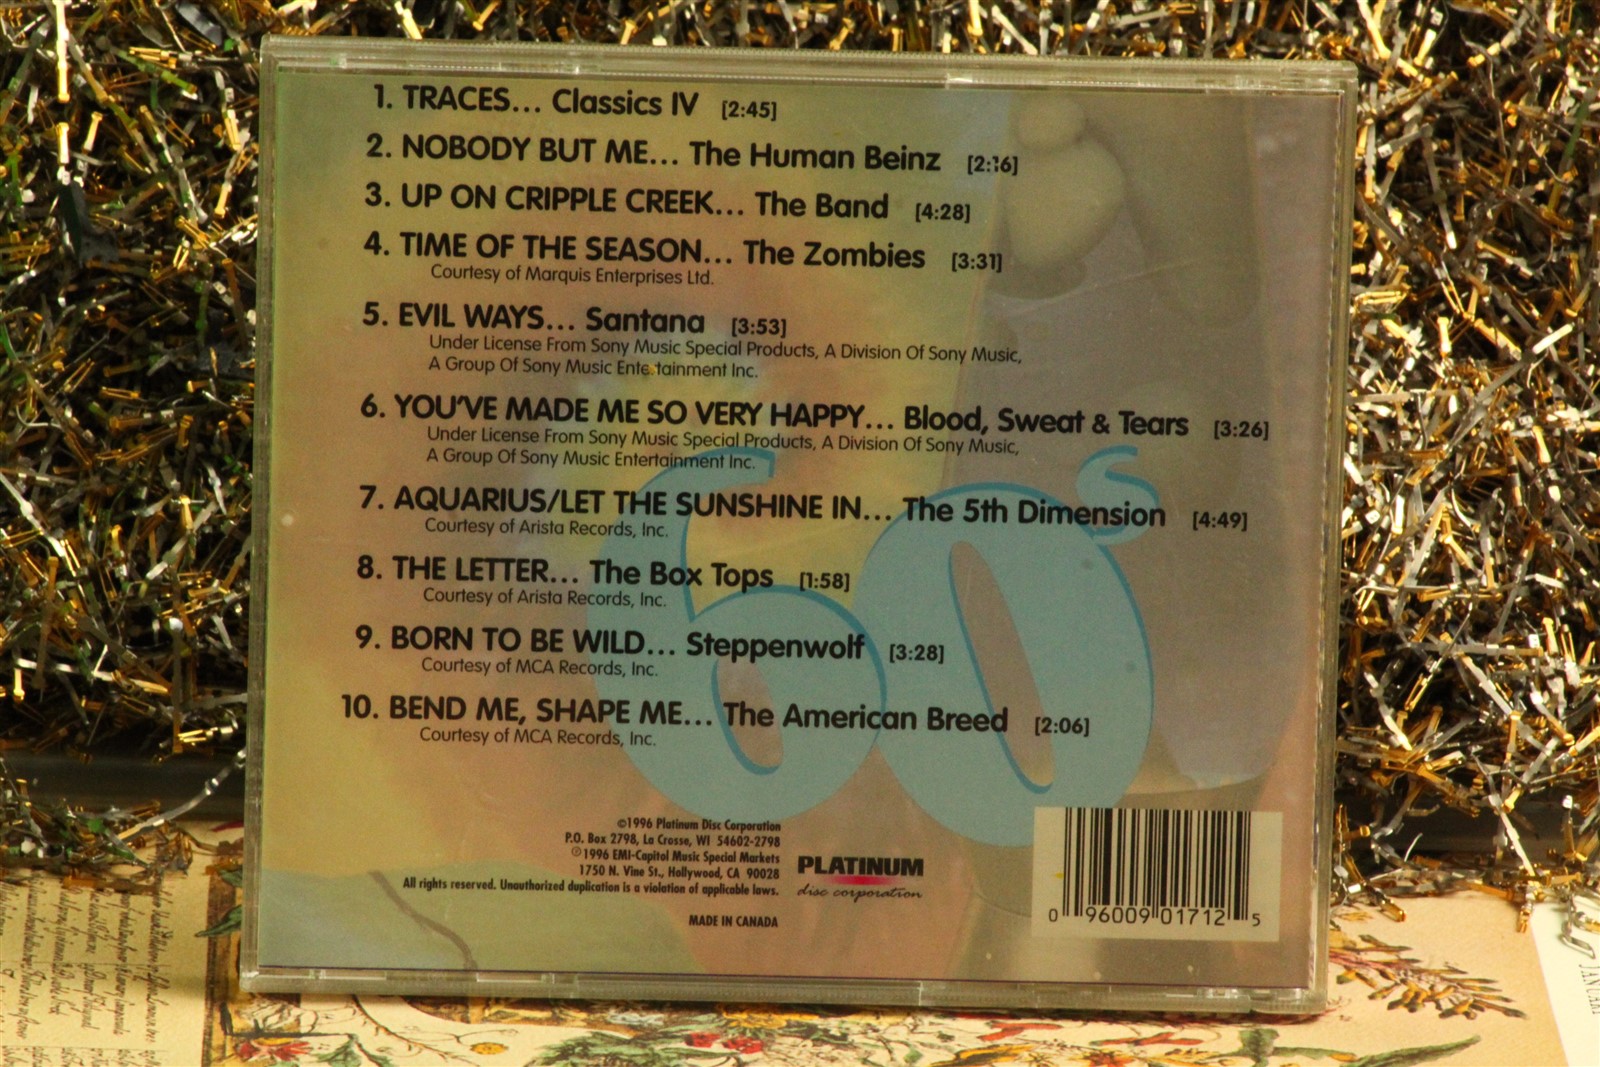 1. TRACES... Classics IV [2:45]
2. NOBODY BUT ME... The Human Beinz [2:16]
3. UP ON CRIPPLE CREEK... The Band [4:28]
4. TIME OF THE SEASON... The Zombies [3:31]
Courtesy of Marquis Enterprises Ltd.
5. EVIL WAYS... Santana [3:53]
Under License From Sony Music Special Products, A Division Of Sony Music,
A Group Of Sony Music Entertainment Inc.
6. YOU'VE MADE ME SO VERY HAPPY... Blood, Sweat & Tears [3:26]
Under License From Sony Music Special Products, A Division Of Sony Music,
A Group Of Sony Music Entertainment Inc.
7. AQUARIUS/LET THE SUNSHINE IN... The 5th Dimension [4:49]
Courtesy of Arista Records, Inc.
8. THE LETTER... The Box Tops [1:58]
Courtesy of Arista Records, Inc.
9. BORN TO BE WILD... Steppenwolf [3:28]
Courtesy of MCA Records, Inc.
10. BEND ME, SHAPE ME... The American Breed [2:06]
Courtesy of MCA Records, Inc.
60s
©1996 Platinum Disc Corporation
P.O. Box 2798, La Crosse, WI 54602-2798
℗1996 EMI-Capitol Music Special Markets
1750 N. Vine St., Hollywood, CA 90028
All rights reserved. Unauthorized duplication is a violation of applicable laws.
MADE IN CANADA
PLATINUM
disc corporation
0 96009 01712 5